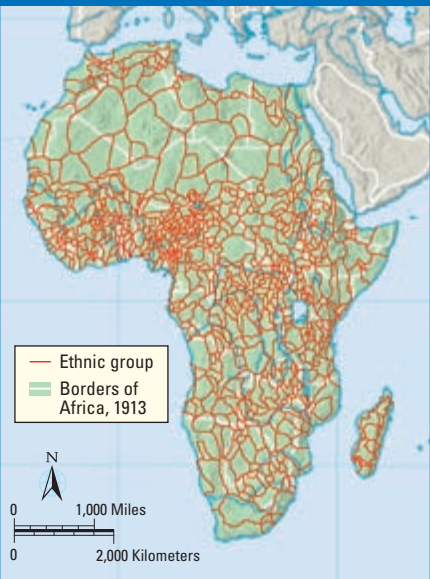 Ethnic group
Borders of
Africa, 1913
N
0 1,000 Miles
0 2,000 Kilometers